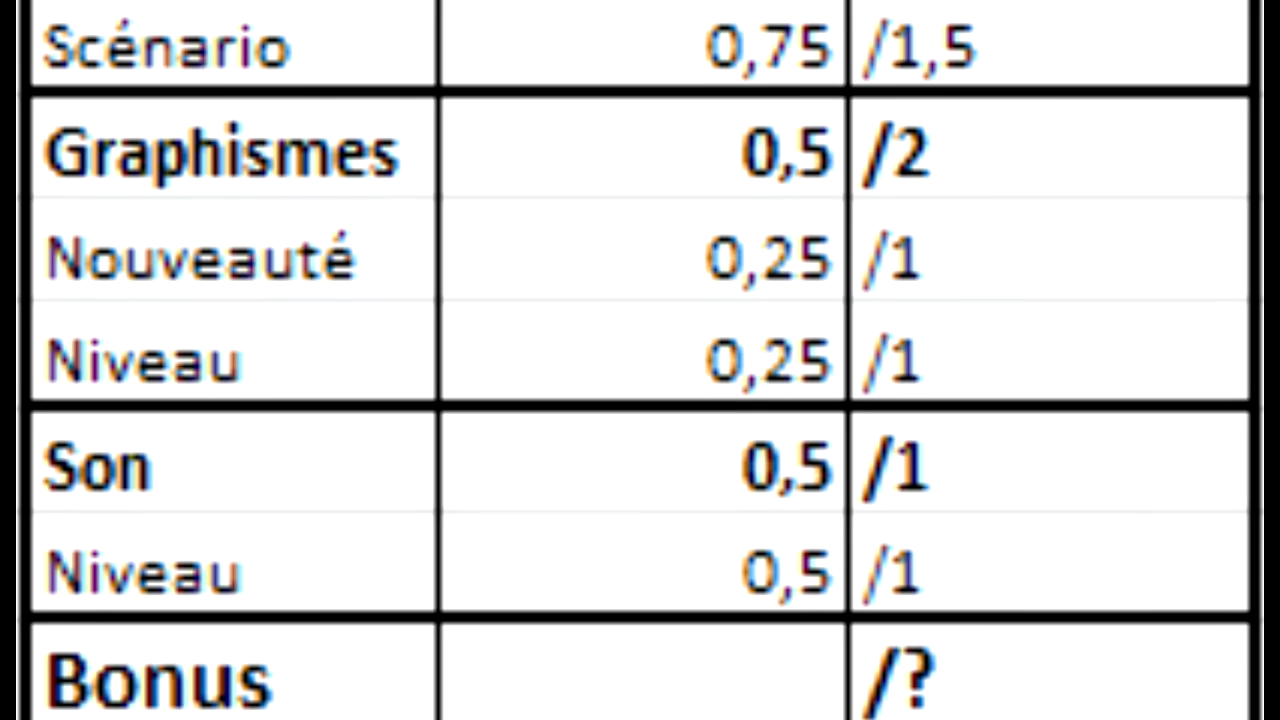 Scénario 0,75 /1,5
Graphismes 0,5 /2
Nouveauté 0,25 /1
Niveau 0,25 /1
Son 0,5 /1
Niveau 0,5 /1
Bonus /?